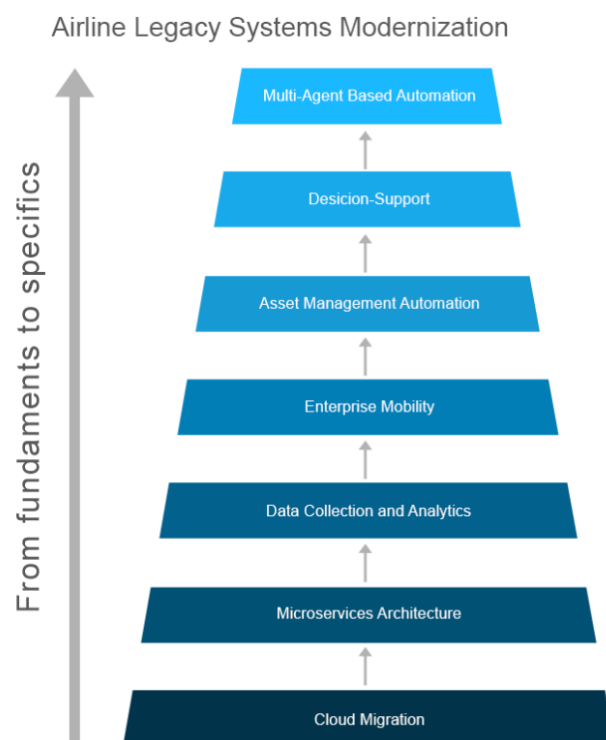 Airline Legacy Systems Modernization
From fundaments to specifics
Multi-Agent Based Automation
Desicion-Support
Asset Management Automation
Enterprise Mobility
Data Collection and Analytics
Microservices Architecture
Cloud Migration